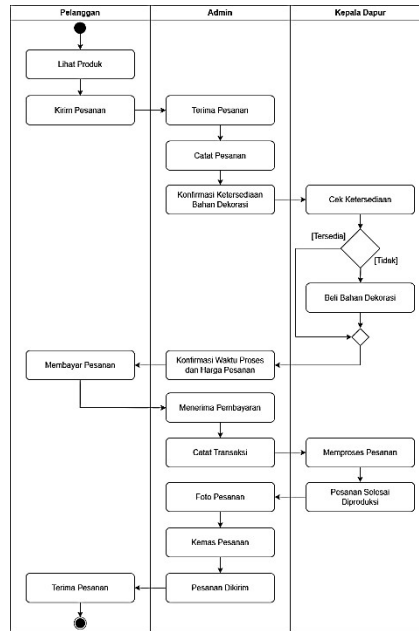 Pelanggan
Admin
Kepala Dapur
Lihat Produk
Kirim Pesanan
Terima Pesanan
Catat Pesanan
Konfirmasi Ketersediaan
Bahan Dekorasi
Cek Ketersediaan
[Tersedia]
[Tidak]
Beli Bahan Dekorasi
Membayar Pesanan
Konfirmasi Waktu Proses
dan Harga Pesanan
Menerima Pembayaran
Catat Transaksi
Memproses Pesanan
Foto Pesanan
Pesanan Selesai
Diproduksi
Kemas Pesanan
Terima Pesanan
Pesanan Dikirim